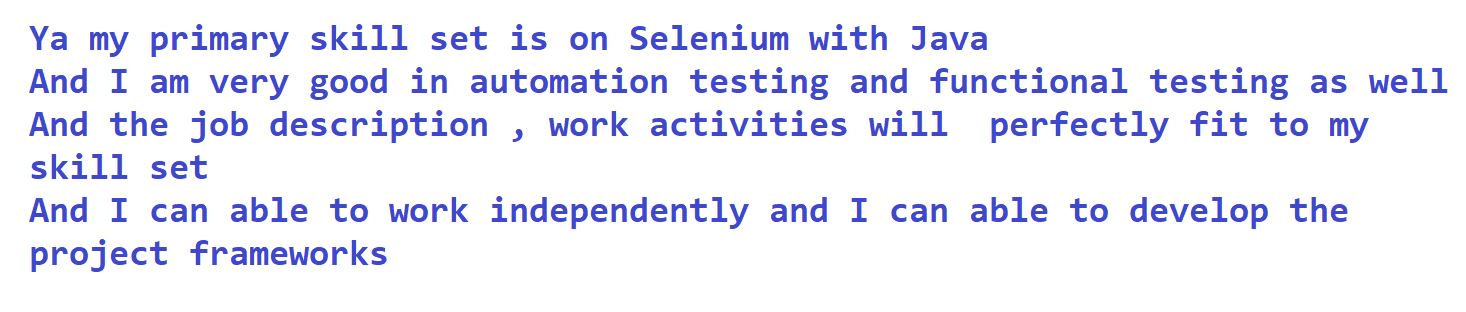 Ya my primary skill set is on Selenium with Java
And I am very good in automation testing and functional testing as well
And the job description , work activities will  perfectly fit to my
skill set
And I can able to work independently and I can able to develop the
project frameworks